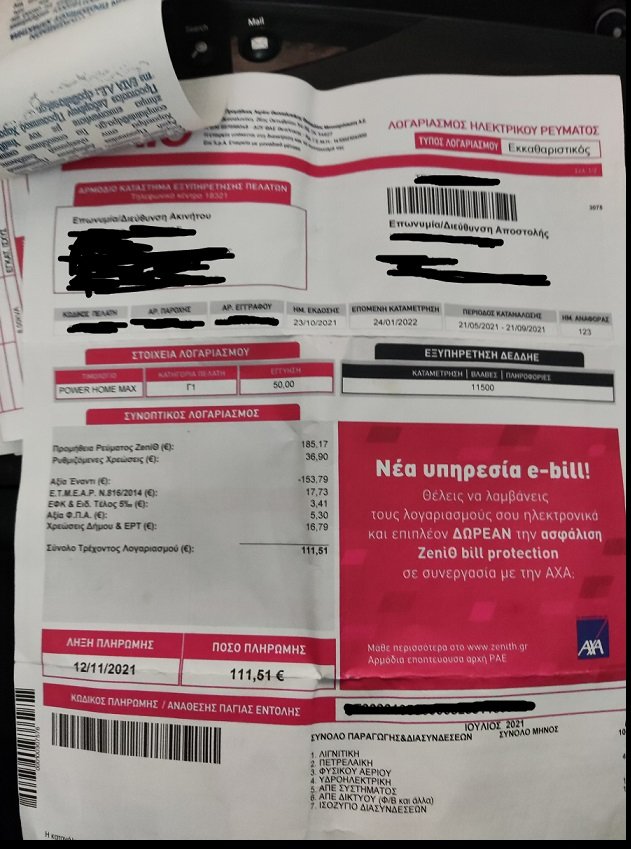 Search
Mail
ΛΟΓΑΡΙΑΣΜΟΣ ΗΛΕΚΤΡΙΚΟΥ ΡΕΥΜΑΤΟΣ
ΤΥΠΟΣ ΛΟΓΑΡΙΑΣΜΟΥ Εκκαθαριστικός
ΑΡΜΟΔΙΟ ΚΑΤΑΣΤΗΜΑ ΕΞΥΠΗΡΕΤΗΣΗΣ ΠΕΛΑΤΩΝ
Τηλεφωνικό κέντρο 18321
3075
Επωνυμία/Διεύθυνση Ακινήτου
Επωνυμία/Διεύθυνση Αποστολής
ΚΩΔΙΚΟΣ ΠΕΛΑΤΗ ΑΡ. ΠΑΡΟΧΗΣ ΑΡ. ΕΓΓΡΑΦΟΥ ΗΜ. ΕΚΔΟΣΗΣ ΕΠΟΜΕΝΗ ΚΑΤΑΜΕΤΡΗΣΗ ΠΕΡΙΟΔΟΣ ΚΑΤΑΝΑΛΩΣΗΣ ΗΜ. ΑΝΑΦΟΡΑΣ
23/10/2021 24/01/2022 21/05/2021 - 21/09/2021 123
ΣΤΟΙΧΕΙΑ ΛΟΓΑΡΙΑΣΜΟΥ
ΤΙΜΟΛΟΓΙΟ ΚΑΤΗΓΟΡΙΑ ΠΕΛΑΤΗ ΕΓΓΥΗΣΗ
POWER HOME MAX Γ1 50,00
ΕΞΥΠΗΡΕΤΗΣΗ ΔΕΔΔΗΕ
ΚΑΤΑΜΕΤΡΗΣΗ | ΒΛΑΒΕΣ | ΠΛΗΡΟΦΟΡΙΕΣ
11500
ΣΥΝΟΠΤΙΚΟΣ ΛΟΓΑΡΙΑΣΜΟΣ
Προμήθεια Ρεύματος ΖeniΘ (€): 185,17
Ρυθμιζόμενες Χρεώσεις (€): 36,90
Αξία Έναντι (€): -153,79
Ε.Τ.Μ.Ε.Α.Ρ. Ν.816/2014 (€): 17,73
ΕΦΚ & Ειδ. Τέλος 5‰ (€): 3,41
Αξία Φ.Π.Α. (€): 5,30
Χρεώσεις Δήμου & ΕΡΤ (€): 16,79
Σύνολο Τρέχοντος Λογαριασμού (€): 111,51
Νέα υπηρεσία e-bill!
Θέλεις να λαμβάνεις
τους λογαριασμούς σου ηλεκτρονικά
και επιπλέον ΔΩΡΕΑΝ την ασφάλιση
ΖeniΘ bill protection
σε συνεργασία με την AXA;
Μάθε περισσότερα στο www.zenith.gr
Αρμόδια εποπτεύουσα αρχή ΡΑΕ
AXA
ΛΗΞΗ ΠΛΗΡΩΜΗΣ ΠΟΣΟ ΠΛΗΡΩΜΗΣ
12/11/2021 111,51 €
ΚΩΔΙΚΟΣ ΠΛΗΡΩΜΗΣ / ΑΝΑΘΕΣΗΣ ΠΑΓΙΑΣ ΕΝΤΟΛΗΣ
ΙΟΥΛΙΟΣ 2021
ΣΥΝΟΛΟ ΠΑΡΑΓΩΓΗΣ&ΔΙΑΣΥΝΔΕΣΕΩΝ ΣΥΝΟΛΟ ΜΗΝΟΣ
1. ΛΙΓΝΙΤΙΚΗ
2. ΠΕΤΡΕΛΑΙΚΗ
3. ΦΥΣΙΚΟΥ ΑΕΡΙΟΥ
4. ΥΔΡΟΗΛΕΚΤΡΙΚΗ
5. ΑΠΕ ΣΥΣΤΗΜΑΤΟΣ
6. ΑΠΕ ΔΙΚΤΥΟΥ (Φ/Β και άλλα)
7. ΙΣΟΖΥΓΙΟ ΔΙΑΣΥΝΔΕΣΕΩΝ